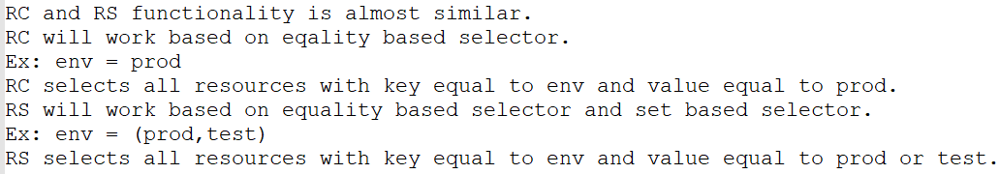 RC and RS functionality is almost similar.
RC will work based on eqality based selector.
Ex: env = prod
RC selects all resources with key equal to env and value equal to prod.
RS will work based on equality based selector and set based selector.
Ex: env = (prod,test)
RS selects all resources with key equal to env and value equal to prod or test.